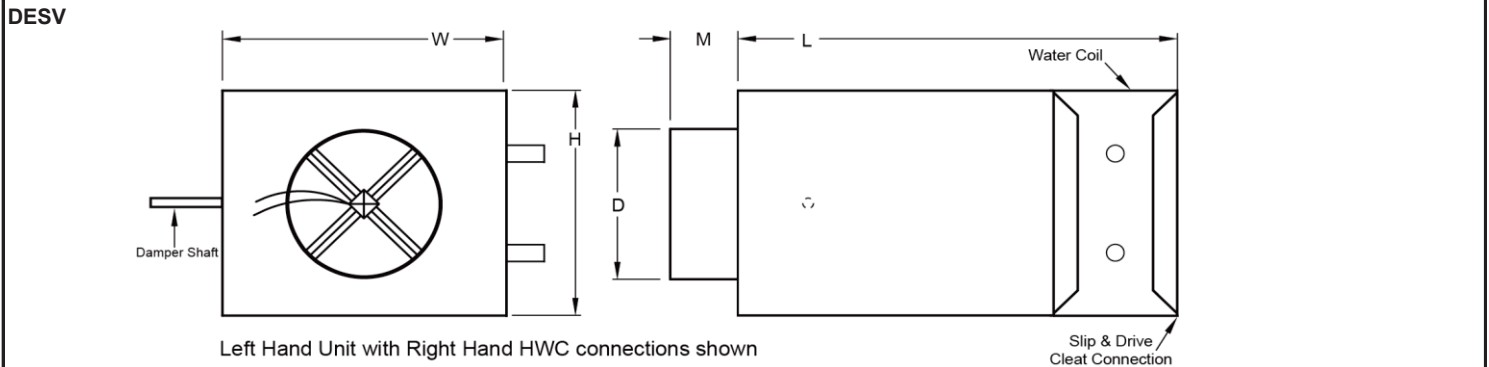 DESV
W
M
L
Water Coil
H
D
Damper Shaft
Left Hand Unit with Right Hand HWC connections shown
Slip & Drive
Cleat Connection